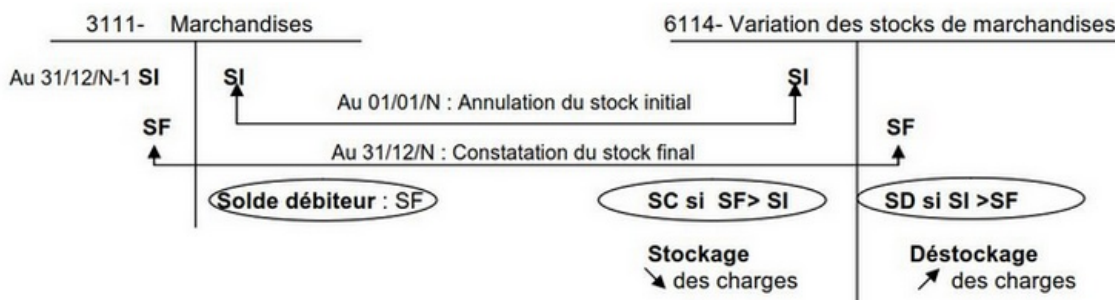 3111- Marchandises
6114- Variation des stocks de marchandises
Au 31/12/N-1 SI
SI
SI
Au 01/01/N : Annulation du stock initial
SF
SF
Au 31/12/N : Constatation du stock final
Solde débiteur : SF
SC si SF> SI
SD si SI >SF
Stockage
Déstockage
↘ des charges
↗ des charges